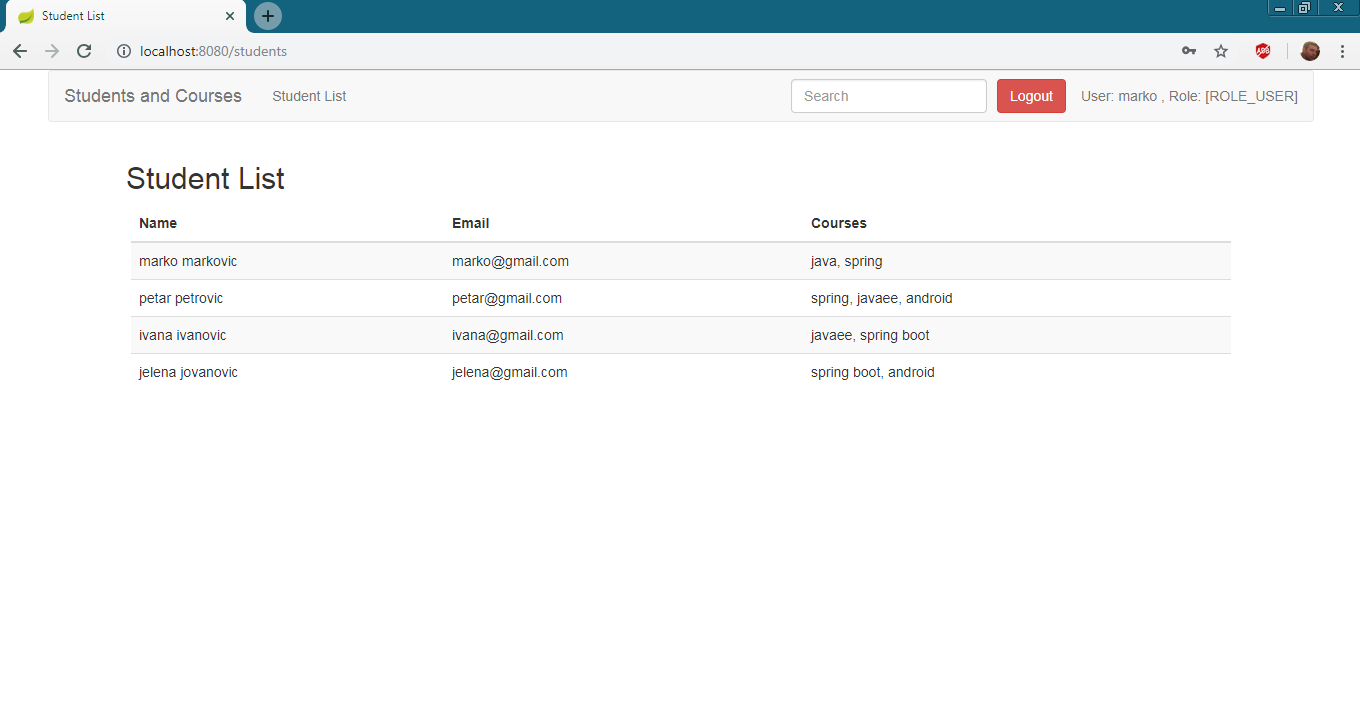 Student List
localhost:8080/students
ABP
Students and Courses Student List Search Logout User: marko , Role: [ROLE_USER]
Student List
Name Email Courses
marko markovic marko@gmail.com java, spring
petar petrovic petar@gmail.com spring, javaee, android
ivana ivanovic ivana@gmail.com javaee, spring boot
jelena jovanovic jelena@gmail.com spring boot, android